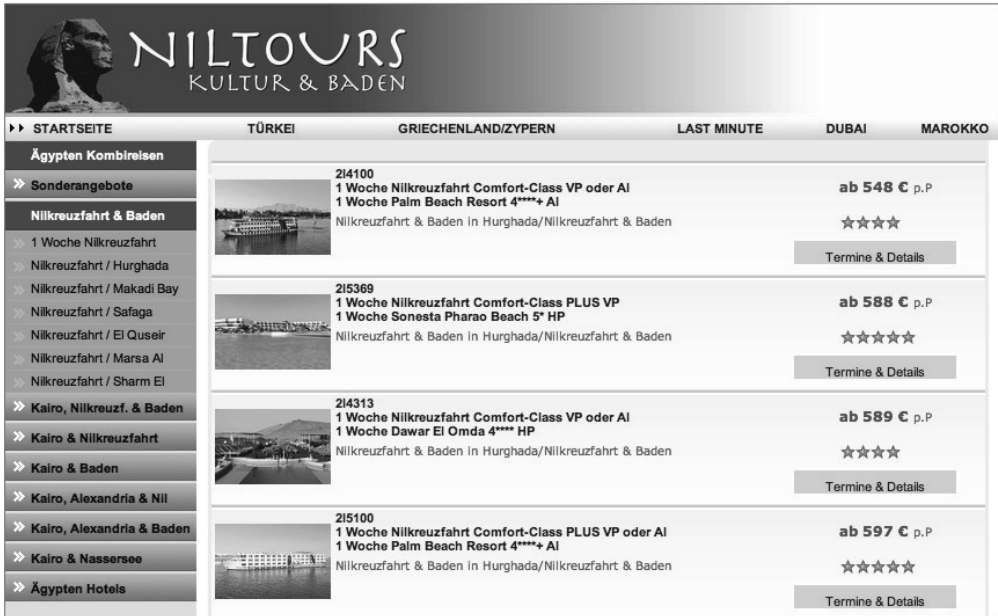 NILTOURS
KULTUR & BADEN
STARTSEITE TÜRKEI GRIECHENLAND/ZYPERN LAST MINUTE DUBAI MAROKKO
Ägypten Kombireisen
Sonderangebote
Nilkreuzfahrt & Baden
1 Woche Nilkreuzfahrt
Nilkreuzfahrt / Hurghada
Nilkreuzfahrt / Makadi Bay
Nilkreuzfahrt / Safaga
Nilkreuzfahrt / El Quseir
Nilkreuzfahrt / Marsa Al
Nilkreuzfahrt / Sharm El
Kairo, Nilkreuzf. & Baden
Kairo & Nilkreuzfahrt
Kairo & Baden
Kairo, Alexandria & Nil
Kairo, Alexandria & Baden
Kairo & Nassersee
Ägypten Hotels
2I4100
1 Woche Nilkreuzfahrt Comfort-Class VP oder AI
1 Woche Palm Beach Resort 4****+ AI
Nilkreuzfahrt & Baden in Hurghada/Nilkreuzfahrt & Baden
ab 548 € p.P
Termine & Details
2I5369
1 Woche Nilkreuzfahrt Comfort-Class PLUS VP
1 Woche Sonesta Pharao Beach 5* HP
Nilkreuzfahrt & Baden in Hurghada/Nilkreuzfahrt & Baden
ab 588 € p.P
Termine & Details
2I4313
1 Woche Nilkreuzfahrt Comfort-Class VP oder AI
1 Woche Dawar El Omda 4**** HP
Nilkreuzfahrt & Baden in Hurghada/Nilkreuzfahrt & Baden
ab 589 € p.P
Termine & Details
2I5100
1 Woche Nilkreuzfahrt Comfort-Class PLUS VP oder AI
1 Woche Palm Beach Resort 4****+ AI
Nilkreuzfahrt & Baden in Hurghada/Nilkreuzfahrt & Baden
ab 597 € p.P
Termine & Details